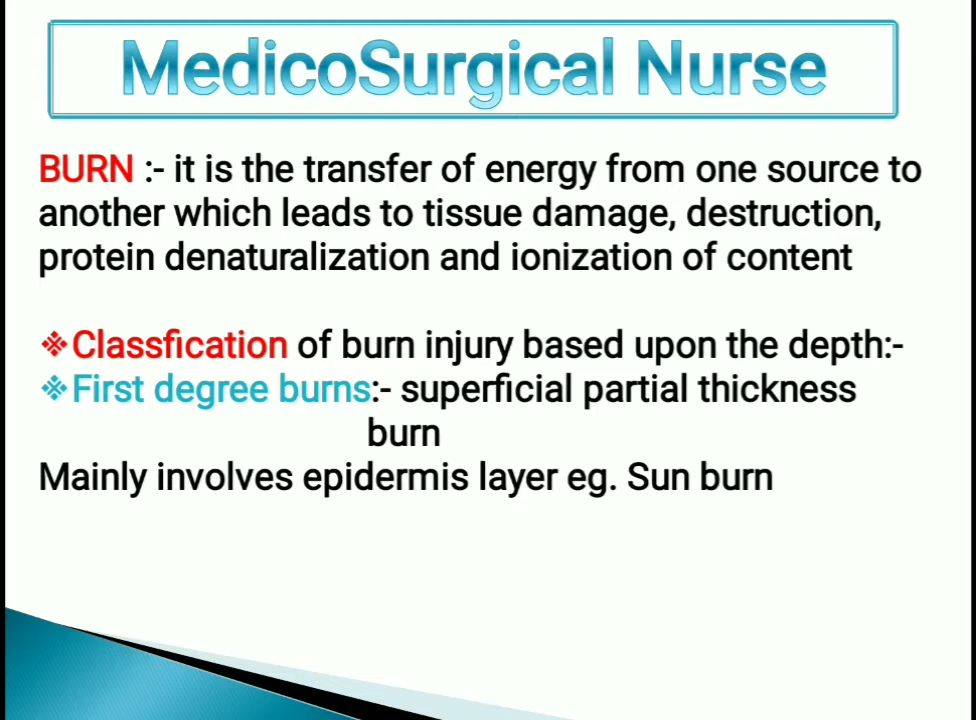 MedicoSurgical Nurse
BURN :- it is the transfer of energy from one source to
another which leads to tissue damage, destruction,
protein denaturalization and ionization of content
❖Classfication of burn injury based upon the depth:-
❖First degree burns:- superficial partial thickness
burn
Mainly involves epidermis layer eg. Sun burn